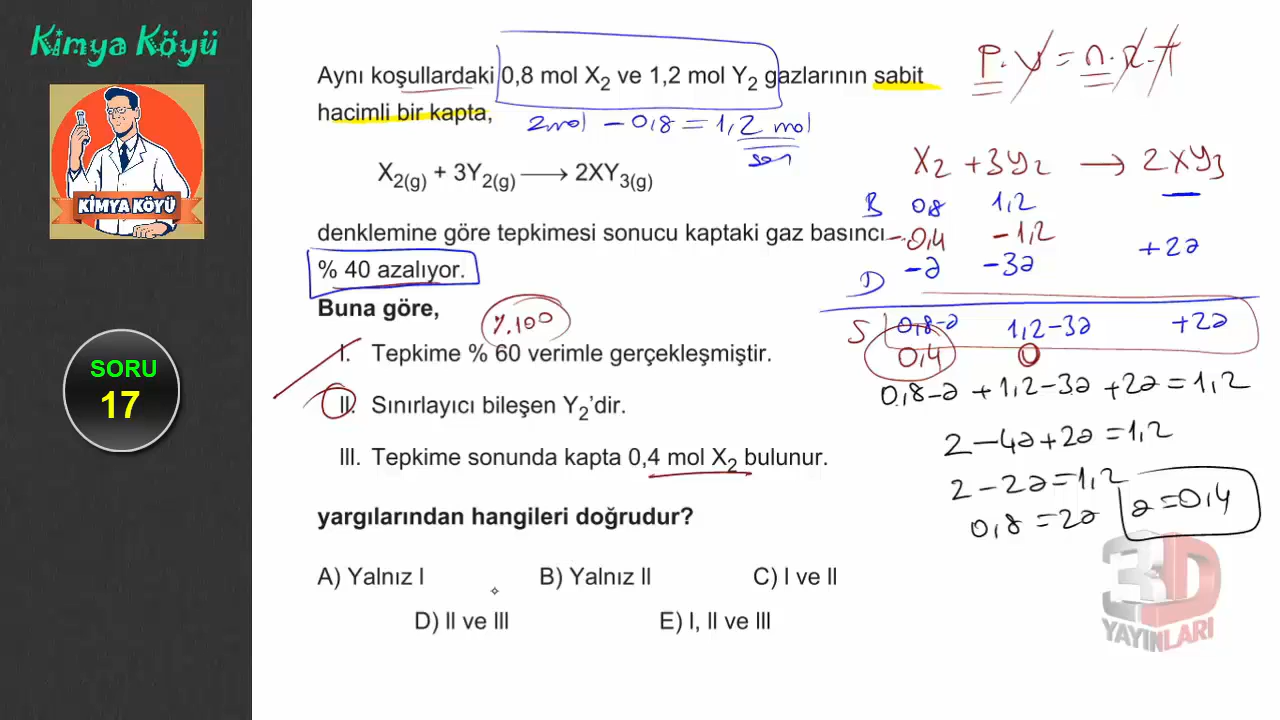 Kimya Köyü
KİMYA KÖYÜ
SORU
17
Aynı koşullardaki 0,8 mol X₂ ve 1,2 mol Y₂ gazlarının sabit
hacimli bir kapta,
2mol - 0,8 = 1,2 mol
son
X₂(g) + 3Y₂(g) ⟶ 2XY₃(g)
denklemine göre tepkimesi sonucu kaptaki gaz basıncı
% 40 azalıyor.
Buna göre,
%100
I. Tepkime % 60 verimle gerçekleşmiştir.
II. Sınırlayıcı bileşen Y₂'dir.
III. Tepkime sonunda kapta 0,4 mol X₂ bulunur.
yargılarından hangileri doğrudur?
A) Yalnız I B) Yalnız II C) I ve II
D) II ve III E) I, II ve III
P.V = n.R.T
X₂ + 3Y₂ → 2XY₃
B 0,8 1,2 —
-0,4 -1,2
D -a -3a +2a
S 0,8-a 1,2-3a +2a
0,4 0
0,8-a + 1,2-3a + 2a = 1,2
2 - 4a + 2a = 1,2
2 - 2a = 1,2
0,8 = 2a a = 0,4
3D
YAYINLARI